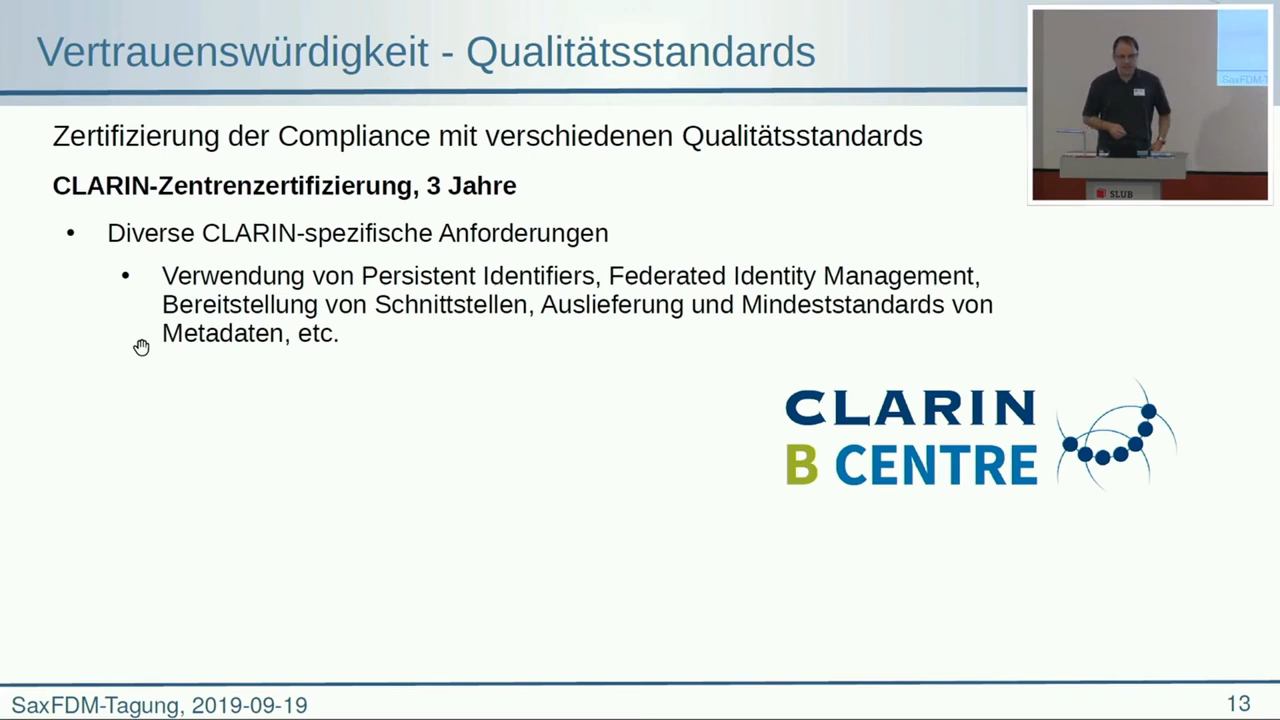 Vertrauenswürdigkeit - Qualitätsstandards
SaxFDM-T
SLUB
Zertifizierung der Compliance mit verschiedenen Qualitätsstandards
CLARIN-Zentrenzertifizierung, 3 Jahre
• Diverse CLARIN-spezifische Anforderungen
• Verwendung von Persistent Identifiers, Federated Identity Management,
Bereitstellung von Schnittstellen, Auslieferung und Mindeststandards von
Metadaten, etc.
CLARIN
B CENTRE
SaxFDM-Tagung, 2019-09-19
13